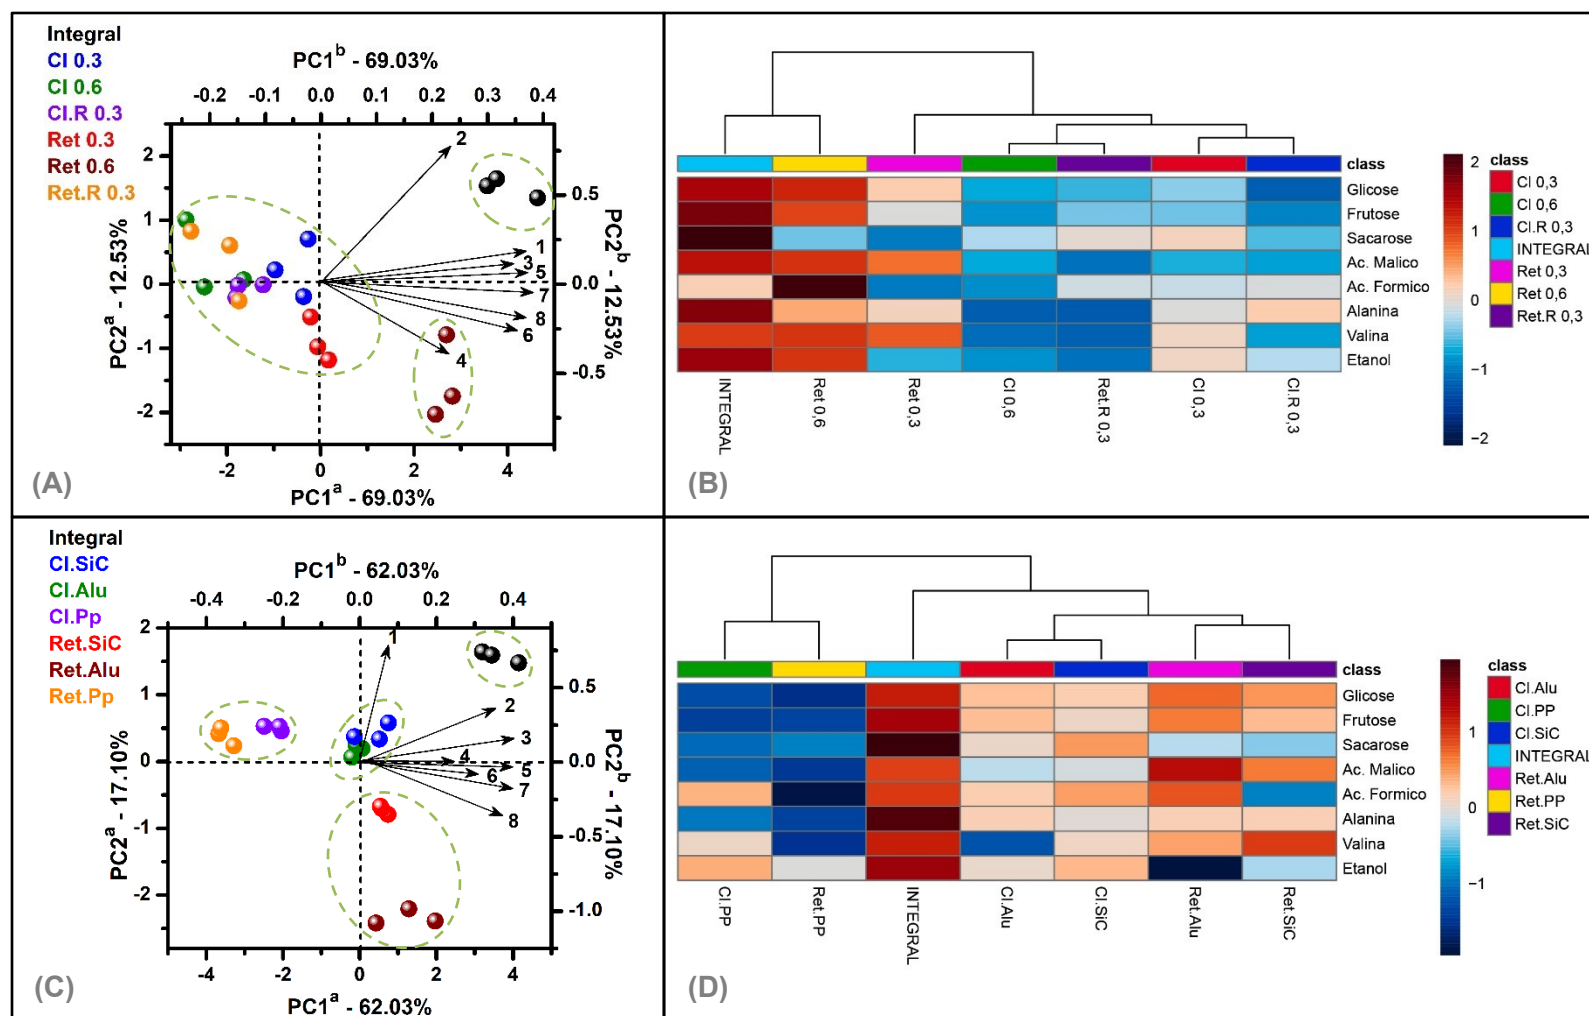 Integral
Cl 0.3
Cl 0.6
Cl.R 0.3
Ret 0.3
Ret 0.6
Ret.R 0.3
PC1b - 69.03%
-0.2 -0.1 0.0 0.1 0.2 0.3 0.4
PC2a - 12.53%
2
1
0
-1
-2
2
1
3
5
7
8
6
4
0.5
0.0
-0.5
PC2b - 12.53%
-2 0 2 4
PC1a - 69.03%
(A)
class
Glicose
Frutose
Sacarose
Ac. Malico
Ac. Formico
Alanina
Valina
Etanol
INTEGRAL
Ret 0,6
Ret 0,3
Cl 0,6
Ret.R 0,3
Cl 0,3
Cl.R 0,3
2
1
0
−1
−2
class
Cl 0,3
Cl 0,6
Cl.R 0,3
INTEGRAL
Ret 0,3
Ret 0,6
Ret.R 0,3
(B)
Integral
Cl.SiC
Cl.Alu
Cl.Pp
Ret.SiC
Ret.Alu
Ret.Pp
PC1b - 62.03%
-0.4 -0.2 0.0 0.2 0.4
PC2a - 17.10%
2
1
0
-1
-2
1
2
3
4
5
6
7
8
0.5
0.0
-0.5
-1.0
PC2b - 17.10%
-4 -2 0 2 4
PC1a - 62.03%
(C)
class
Glicose
Frutose
Sacarose
Ac. Malico
Ac. Formico
Alanina
Valina
Etanol
Cl.PP
Ret.PP
INTEGRAL
Cl.Alu
Cl.SiC
Ret.Alu
Ret.SiC
1
0
−1
class
Cl.Alu
Cl.PP
Cl.SiC
INTEGRAL
Ret.Alu
Ret.PP
Ret.SiC
(D)